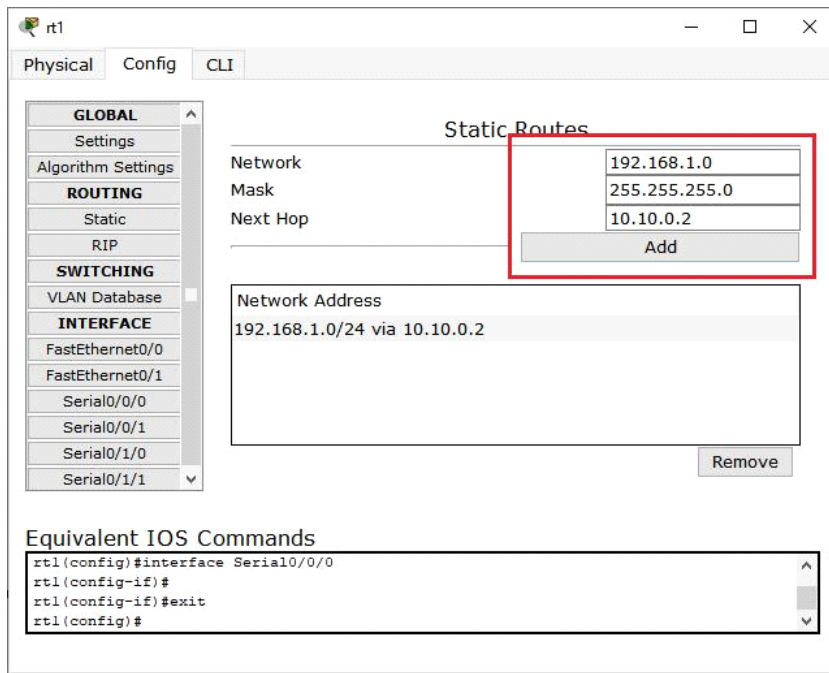 rt1
Physical Config CLI
GLOBAL
Settings
Algorithm Settings
ROUTING
Static
RIP
SWITCHING
VLAN Database
INTERFACE
FastEthernet0/0
FastEthernet0/1
Serial0/0/0
Serial0/0/1
Serial0/1/0
Serial0/1/1
Static Routes
Network 192.168.1.0
Mask 255.255.255.0
Next Hop 10.10.0.2
Add
Network Address
192.168.1.0/24 via 10.10.0.2
Remove
Equivalent IOS Commands
rt1(config)#interface Serial0/0/0
rt1(config-if)#
rt1(config-if)#exit
rt1(config)#